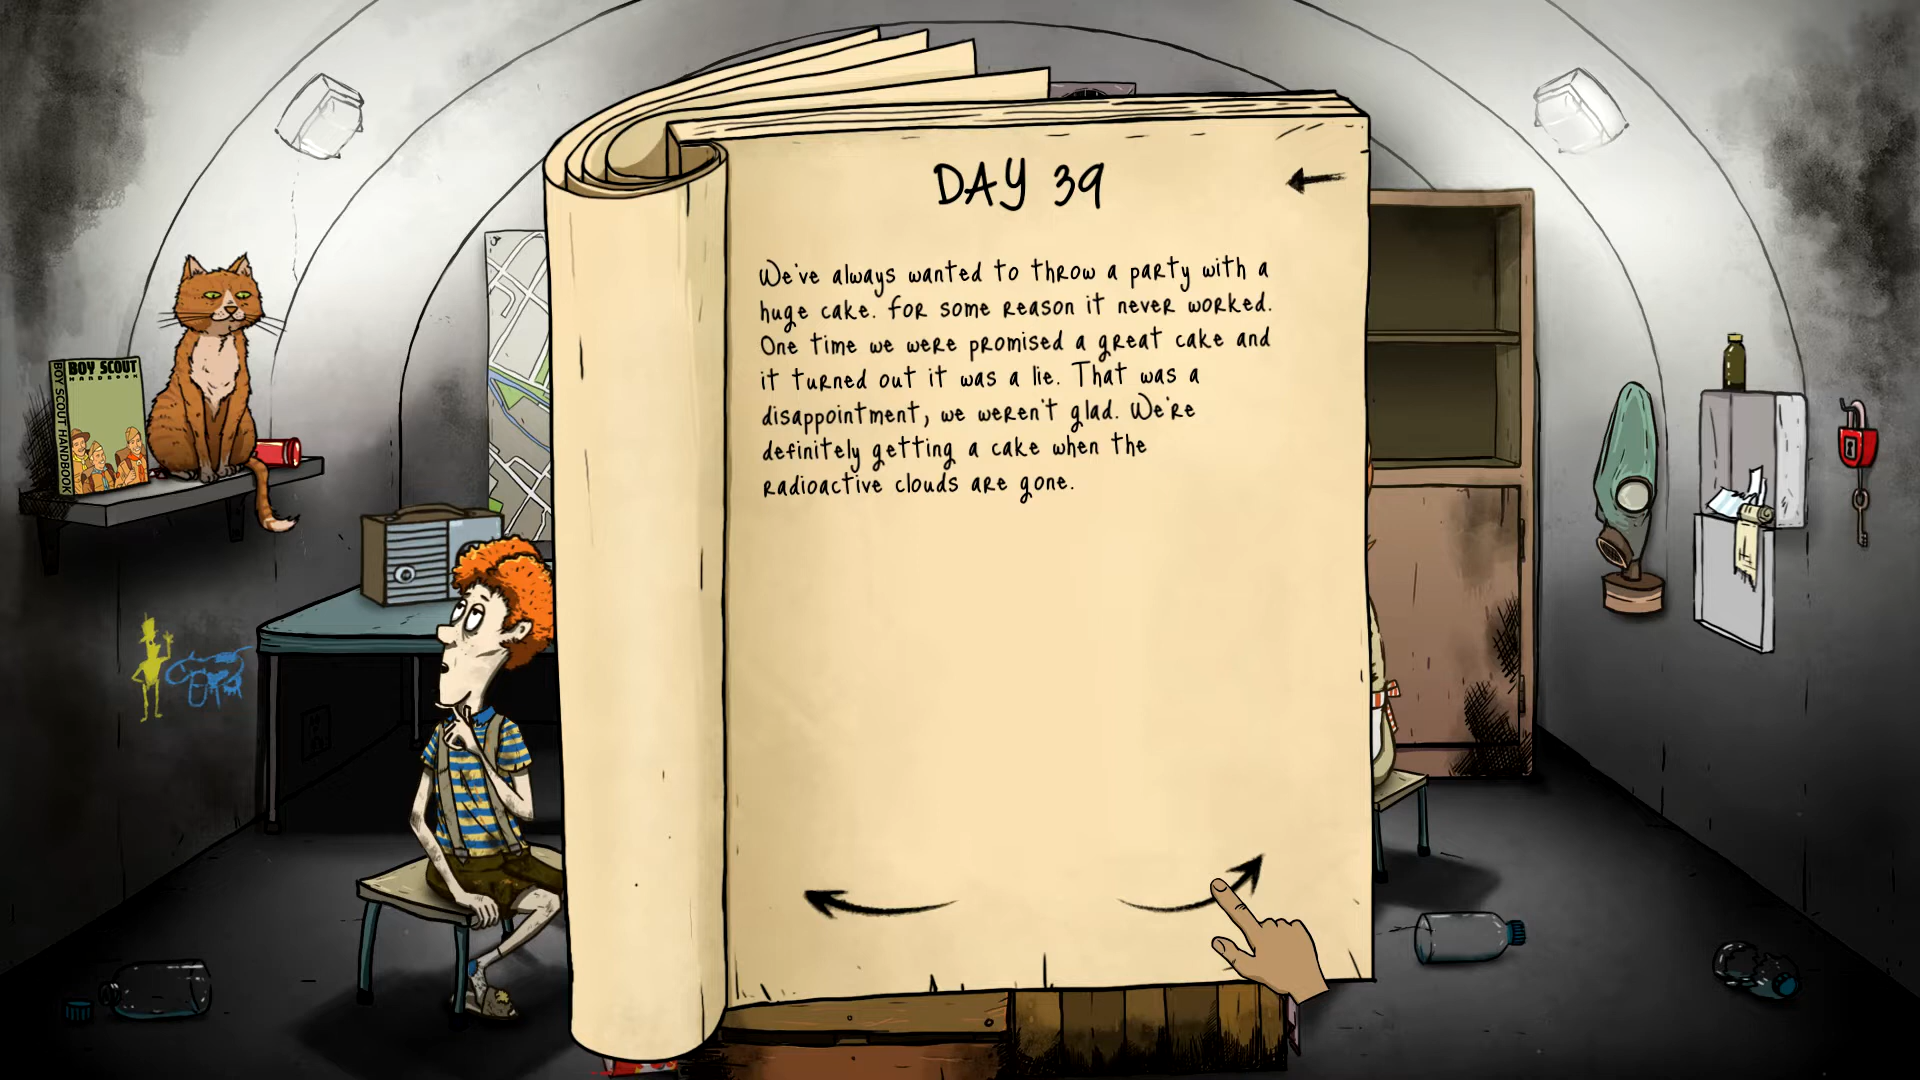 DAY 39
We've always wanted to throw a party with a
huge cake. For some reason it never worked.
One time we were promised a great cake and
it turned out it was a lie. That was a
disappointment, we weren't glad. We're
definitely getting a cake when the
radioactive clouds are gone.
BOY SCOUT
HANDBOOK
BOY SCOUT HANDBOOK